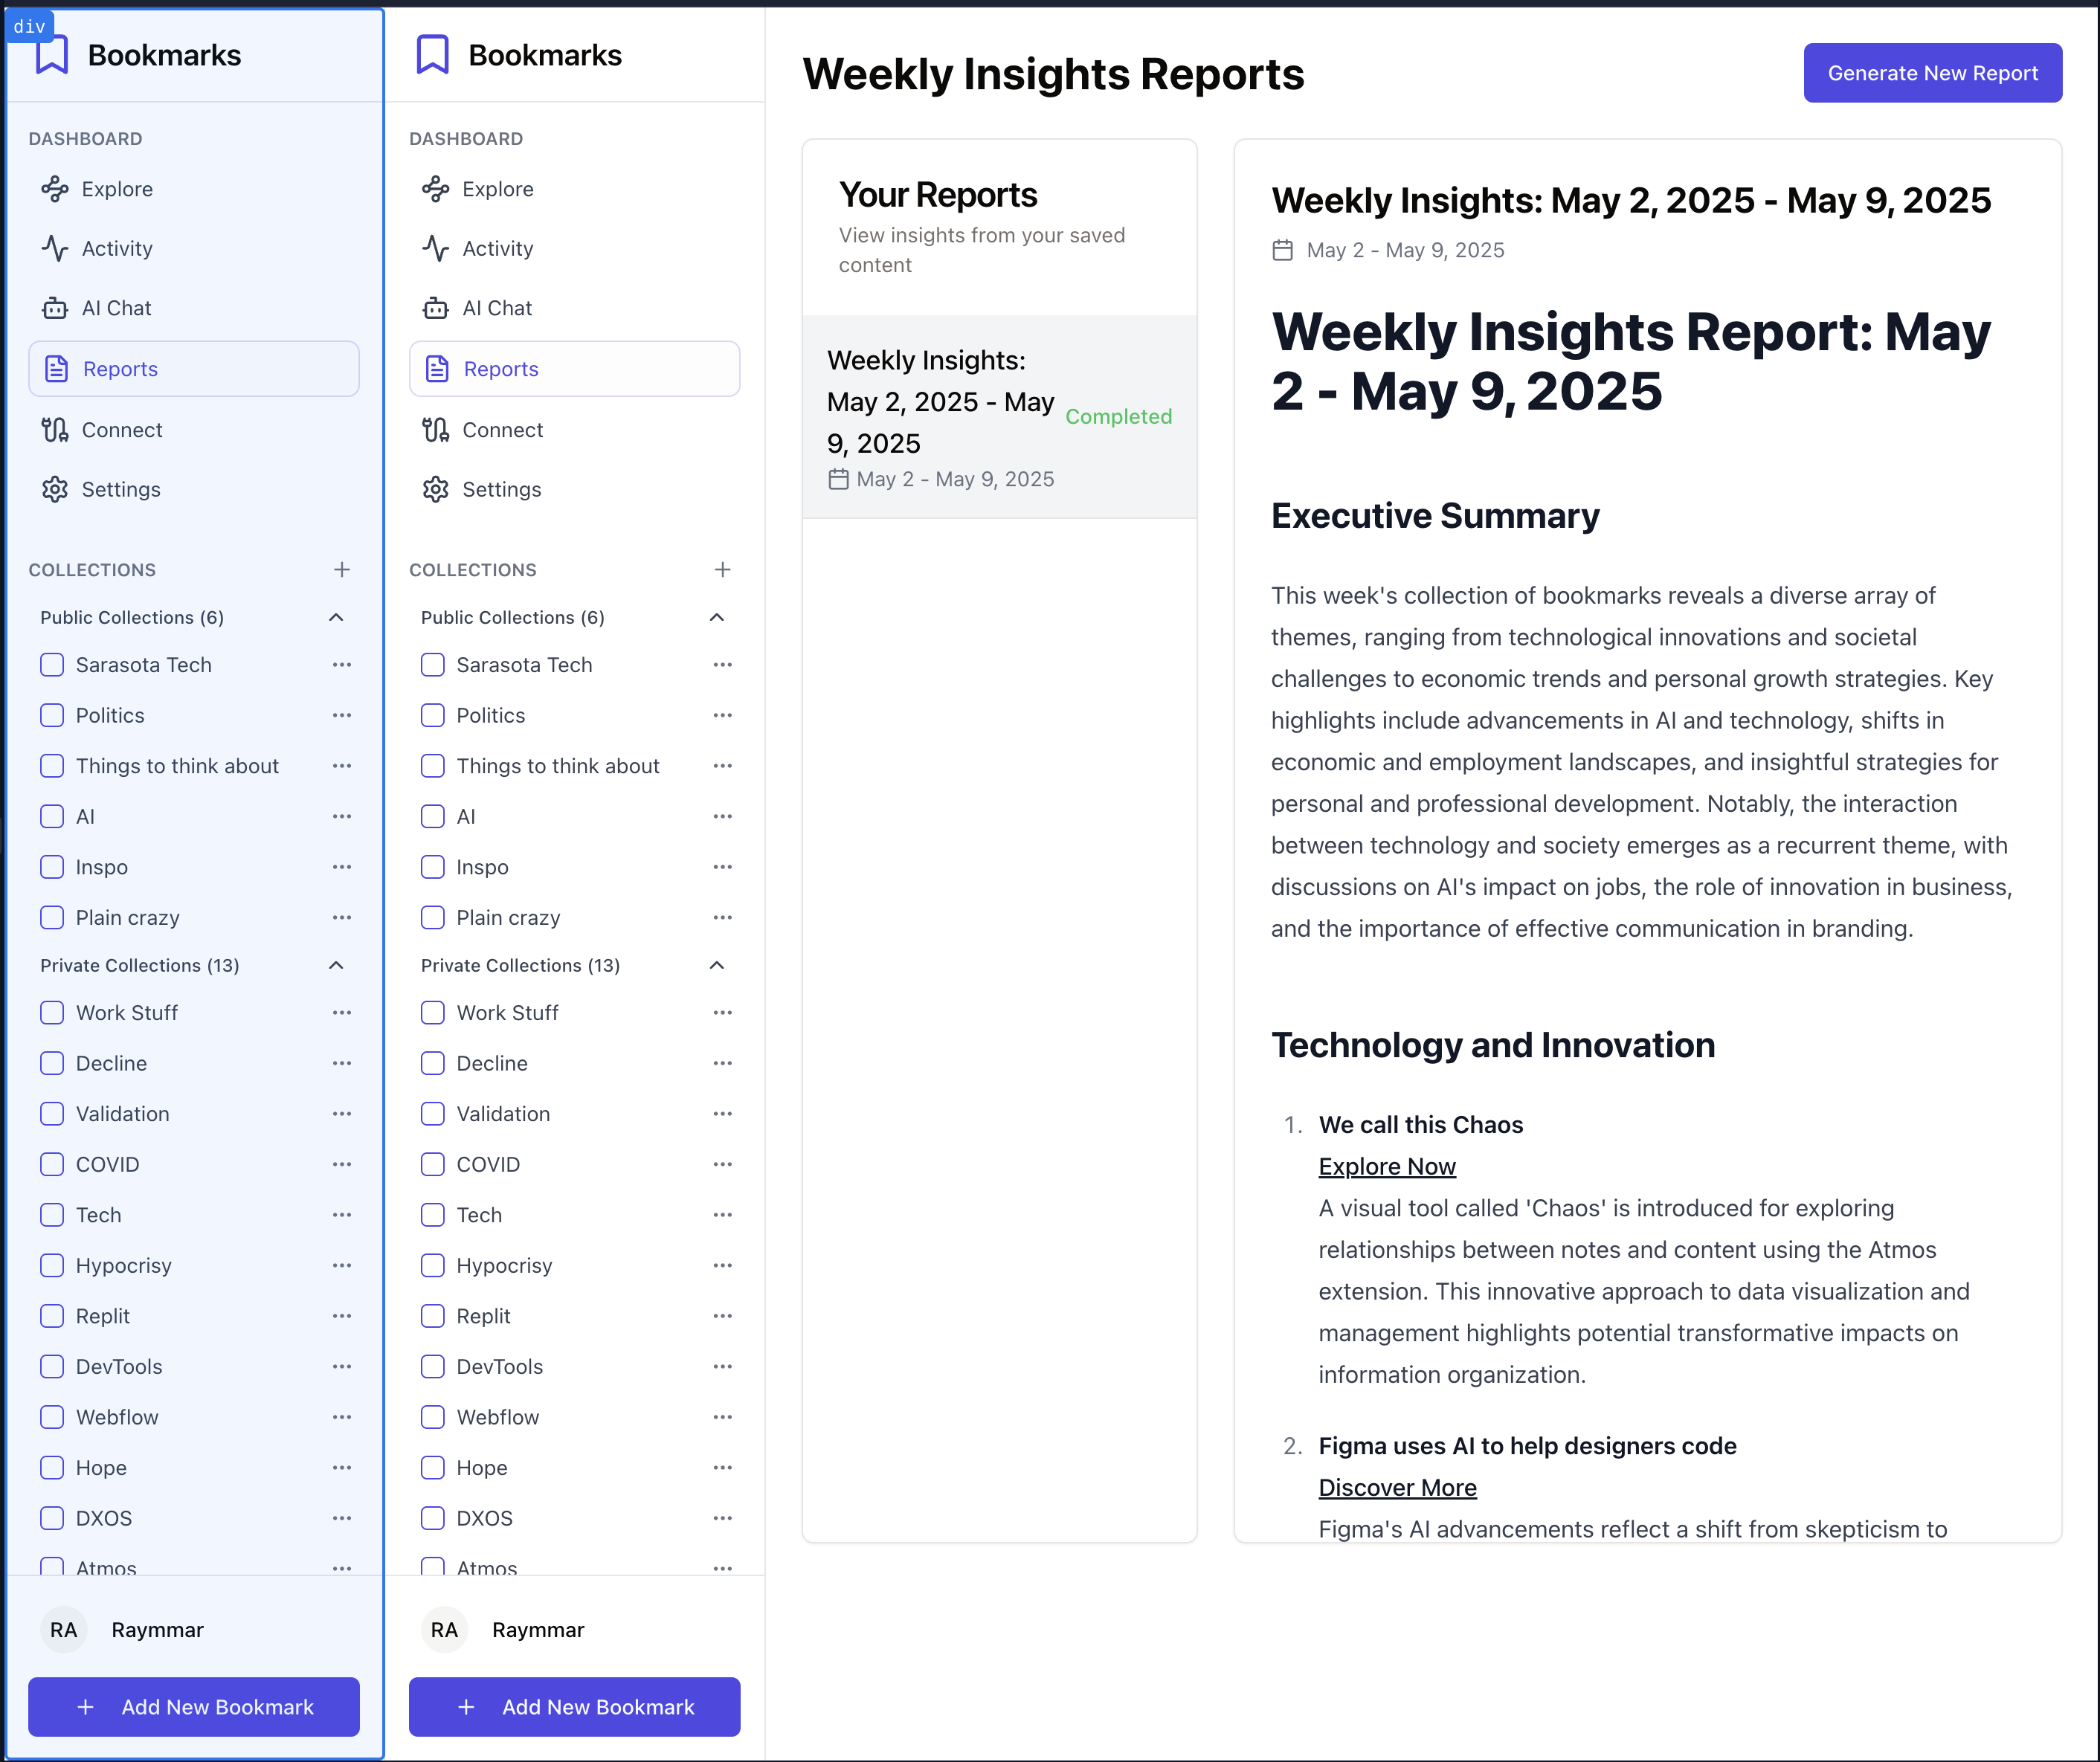 div
Bookmarks
DASHBOARD
Explore
Activity
AI Chat
Reports
Connect
Settings
COLLECTIONS
Public Collections (6)
Sarasota Tech
Politics
Things to think about
AI
Inspo
Plain crazy
Private Collections (13)
Work Stuff
Decline
Validation
COVID
Tech
Hypocrisy
Replit
DevTools
Webflow
Hope
DXOS
Atmos
RA Raymmar
+ Add New Bookmark
Bookmarks
DASHBOARD
Explore
Activity
AI Chat
Reports
Connect
Settings
COLLECTIONS
Public Collections (6)
Sarasota Tech
Politics
Things to think about
AI
Inspo
Plain crazy
Private Collections (13)
Work Stuff
Decline
Validation
COVID
Tech
Hypocrisy
Replit
DevTools
Webflow
Hope
DXOS
Atmos
RA Raymmar
+ Add New Bookmark
Weekly Insights Reports
Generate New Report
Your Reports
View insights from your saved
content
Weekly Insights:
May 2, 2025 - May
9, 2025
Completed
May 2 - May 9, 2025
Weekly Insights: May 2, 2025 - May 9, 2025
May 2 - May 9, 2025
Weekly Insights Report: May
2 - May 9, 2025
Executive Summary
This week's collection of bookmarks reveals a diverse array of
themes, ranging from technological innovations and societal
challenges to economic trends and personal growth strategies. Key
highlights include advancements in AI and technology, shifts in
economic and employment landscapes, and insightful strategies for
personal and professional development. Notably, the interaction
between technology and society emerges as a recurrent theme, with
discussions on AI's impact on jobs, the role of innovation in business,
and the importance of effective communication in branding.
Technology and Innovation
1. We call this Chaos
Explore Now
A visual tool called 'Chaos' is introduced for exploring
relationships between notes and content using the Atmos
extension. This innovative approach to data visualization and
management highlights potential transformative impacts on
information organization.
2. Figma uses AI to help designers code
Discover More
Figma's AI advancements reflect a shift from skepticism to